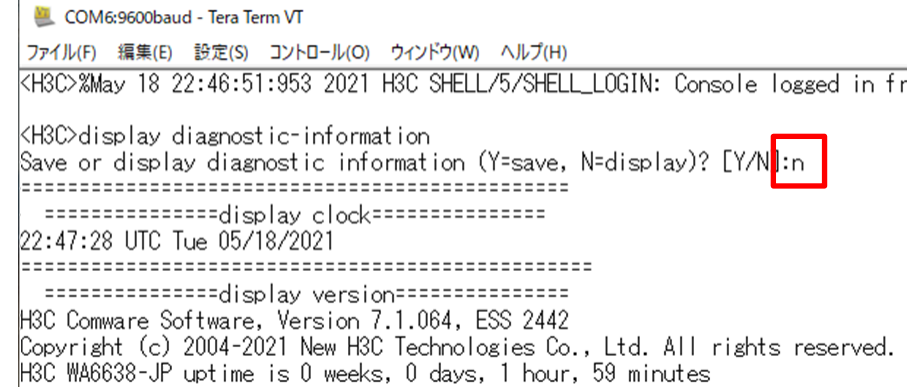 COM6:9600baud - Tera Term VT
ファイル(F) 編集(E) 設定(S) コントロール(O) ウィンドウ(W) ヘルプ(H)
<H3C>%May 18 22:46:51:953 2021 H3C SHELL/5/SHELL_LOGIN: Console logged in fr
<H3C>display diagnostic-information
Save or display diagnostic information (Y=save, N=display)? [Y/N]:n
===============================================
===============display clock===============
22:47:28 UTC Tue 05/18/2021
=================================================
===============display version===============
H3C Comware Software, Version 7.1.064, ESS 2442
Copyright (c) 2004-2021 New H3C Technologies Co., Ltd. All rights reserved.
H3C WA6638-JP uptime is 0 weeks, 0 days, 1 hour, 59 minutes